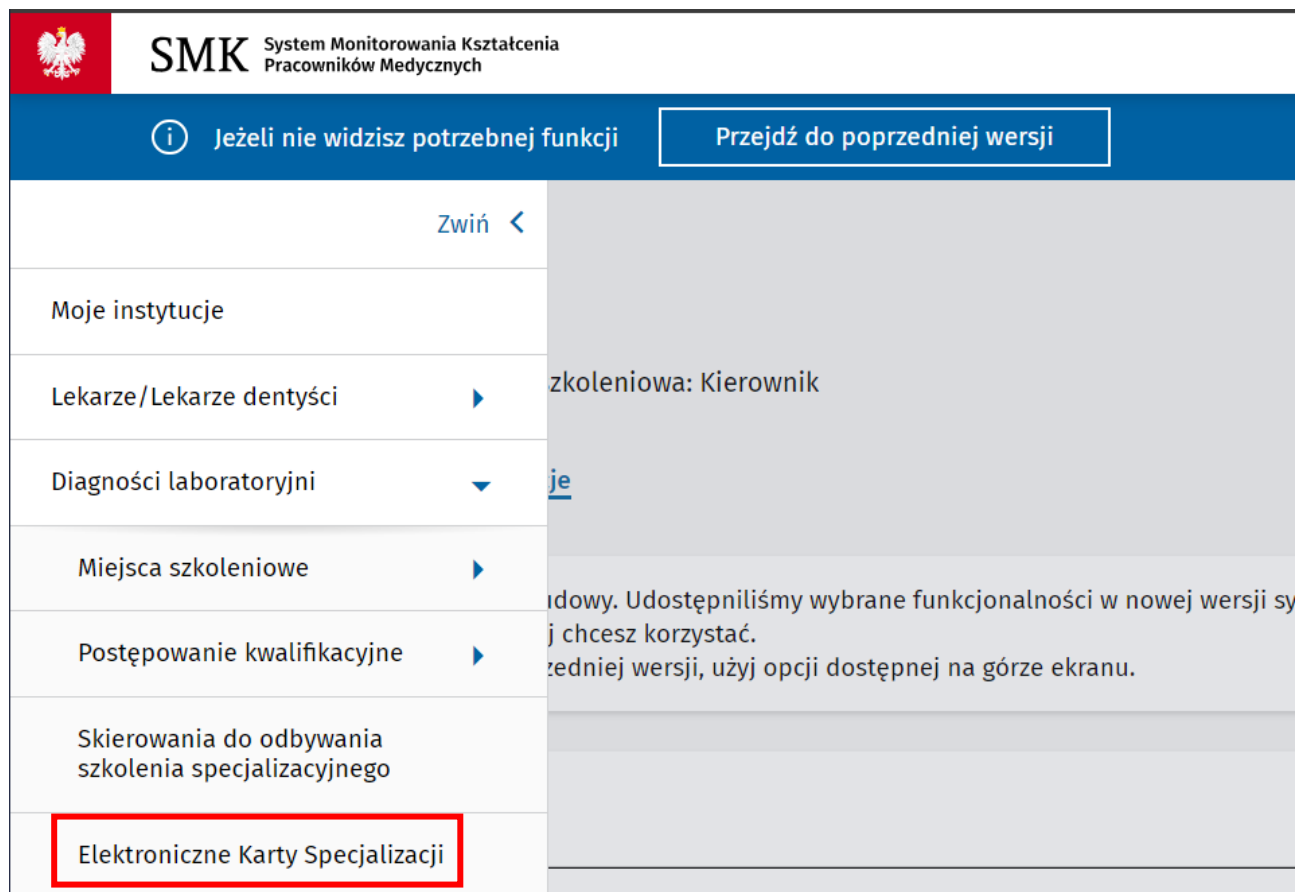 SMK System Monitorowania Kształcenia
Pracowników Medycznych
Jeżeli nie widzisz potrzebnej funkcji
Przejdź do poprzedniej wersji
Zwiń
Moje instytucje
Lekarze/Lekarze dentyści
Diagności laboratoryjni
Miejsca szkoleniowe
Postępowanie kwalifikacyjne
Skierowania do odbywania
szkolenia specjalizacyjnego
Elektroniczne Karty Specjalizacji
zkoleniowa: Kierownik
je
dowy. Udostępniliśmy wybrane funkcjonalności w nowej wersji sy
j chcesz korzystać.
zedniej wersji, użyj opcji dostępnej na górze ekranu.